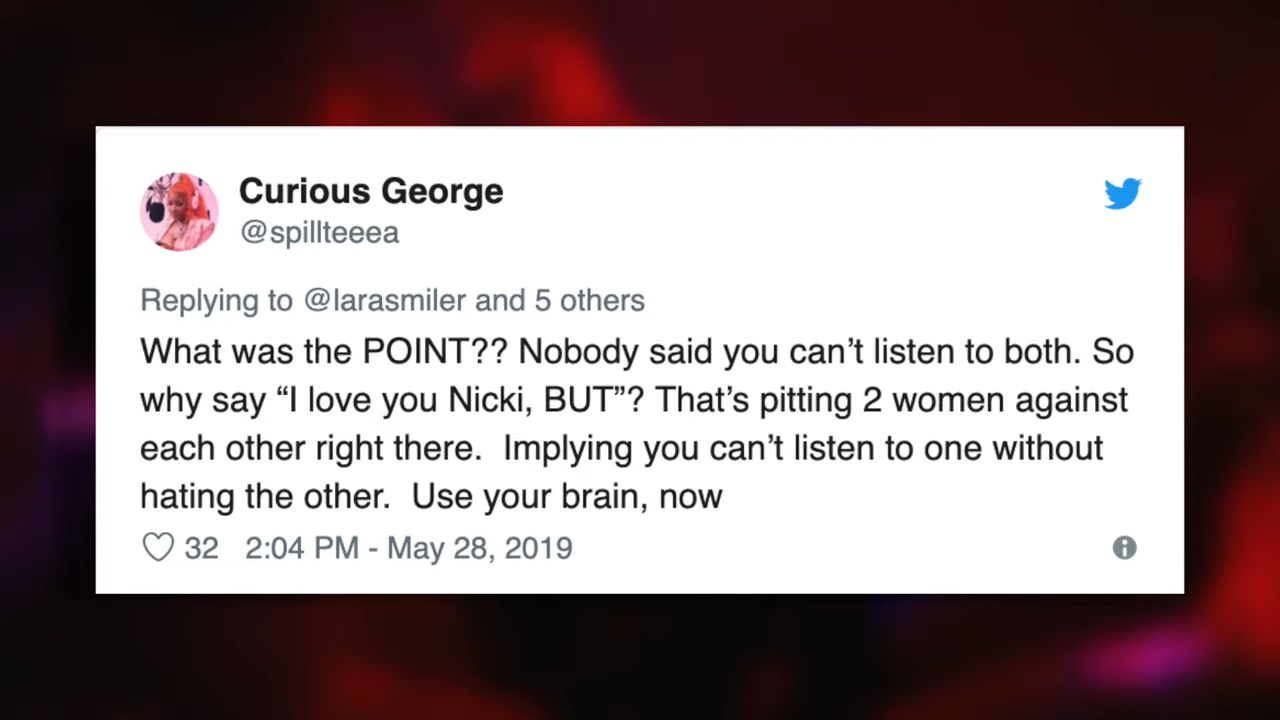 Curious George
@spillteeea
Replying to @larasmiler and 5 others
What was the POINT?? Nobody said you can’t listen to both. So
why say “I love you Nicki, BUT”? That’s pitting 2 women against
each other right there.  Implying you can’t listen to one without
hating the other.  Use your brain, now
32 2:04 PM - May 28, 2019